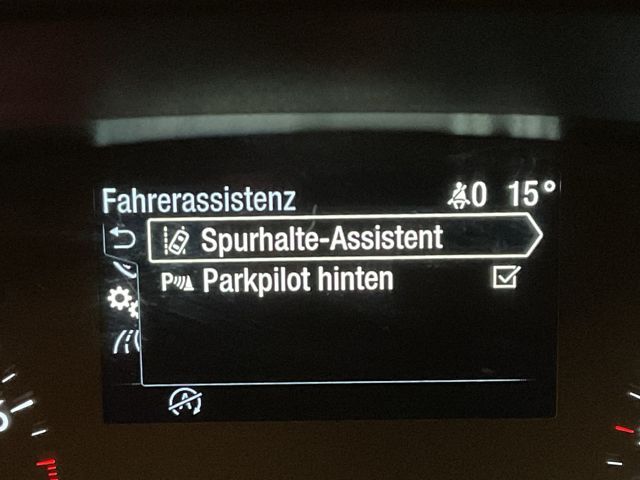 Fahrerassistenz 0 15°
Spurhalte-Assistent
P Parkpilot hinten
A